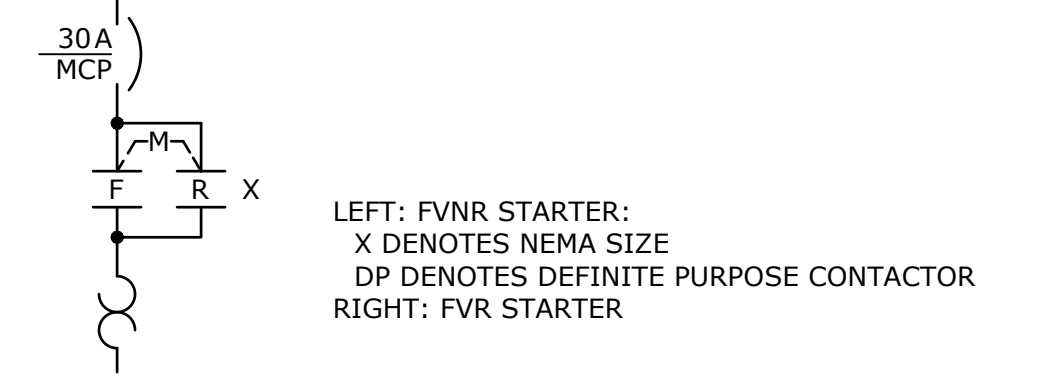 30A
MCP
M
F R X
LEFT: FVNR STARTER:
X DENOTES NEMA SIZE
DP DENOTES DEFINITE PURPOSE CONTACTOR
RIGHT: FVR STARTER